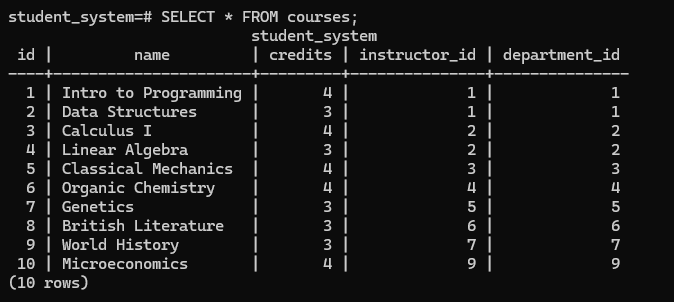 student_system=# SELECT * FROM courses;
                           student_system
 id |        name          | credits | instructor_id | department_id
----+----------------------+---------+---------------+---------------
  1 | Intro to Programming |       4 |             1 |             1
  2 | Data Structures      |       3 |             1 |             1
  3 | Calculus I           |       4 |             2 |             2
  4 | Linear Algebra       |       3 |             2 |             2
  5 | Classical Mechanics  |       4 |             3 |             3
  6 | Organic Chemistry    |       4 |             4 |             4
  7 | Genetics             |       3 |             5 |             5
  8 | British Literature   |       3 |             6 |             6
  9 | World History        |       3 |             7 |             7
 10 | Microeconomics       |       4 |             9 |             9
(10 rows)